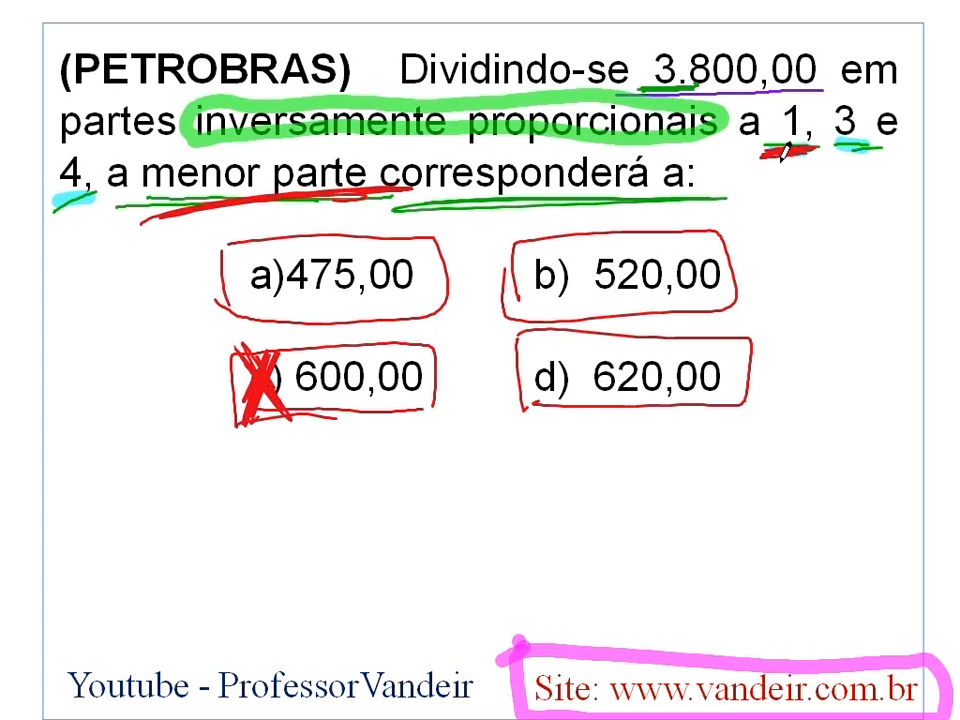 (PETROBRAS) Dividindo-se 3.800,00 em
partes inversamente proporcionais a 1, 3 e
4, a menor parte corresponderá a:
a)475,00 b) 520,00
) 600,00 d) 620,00
Youtube - ProfessorVandeir Site: www.vandeir.com.br